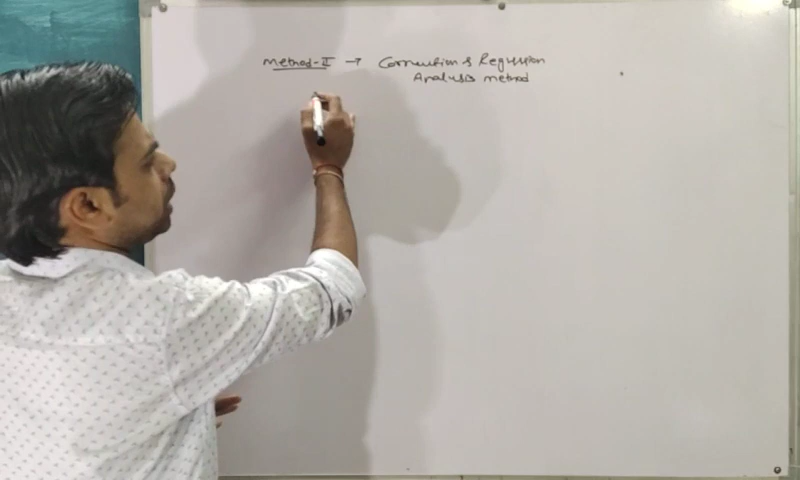 Method-II → Correlation & Regression
Analysis method